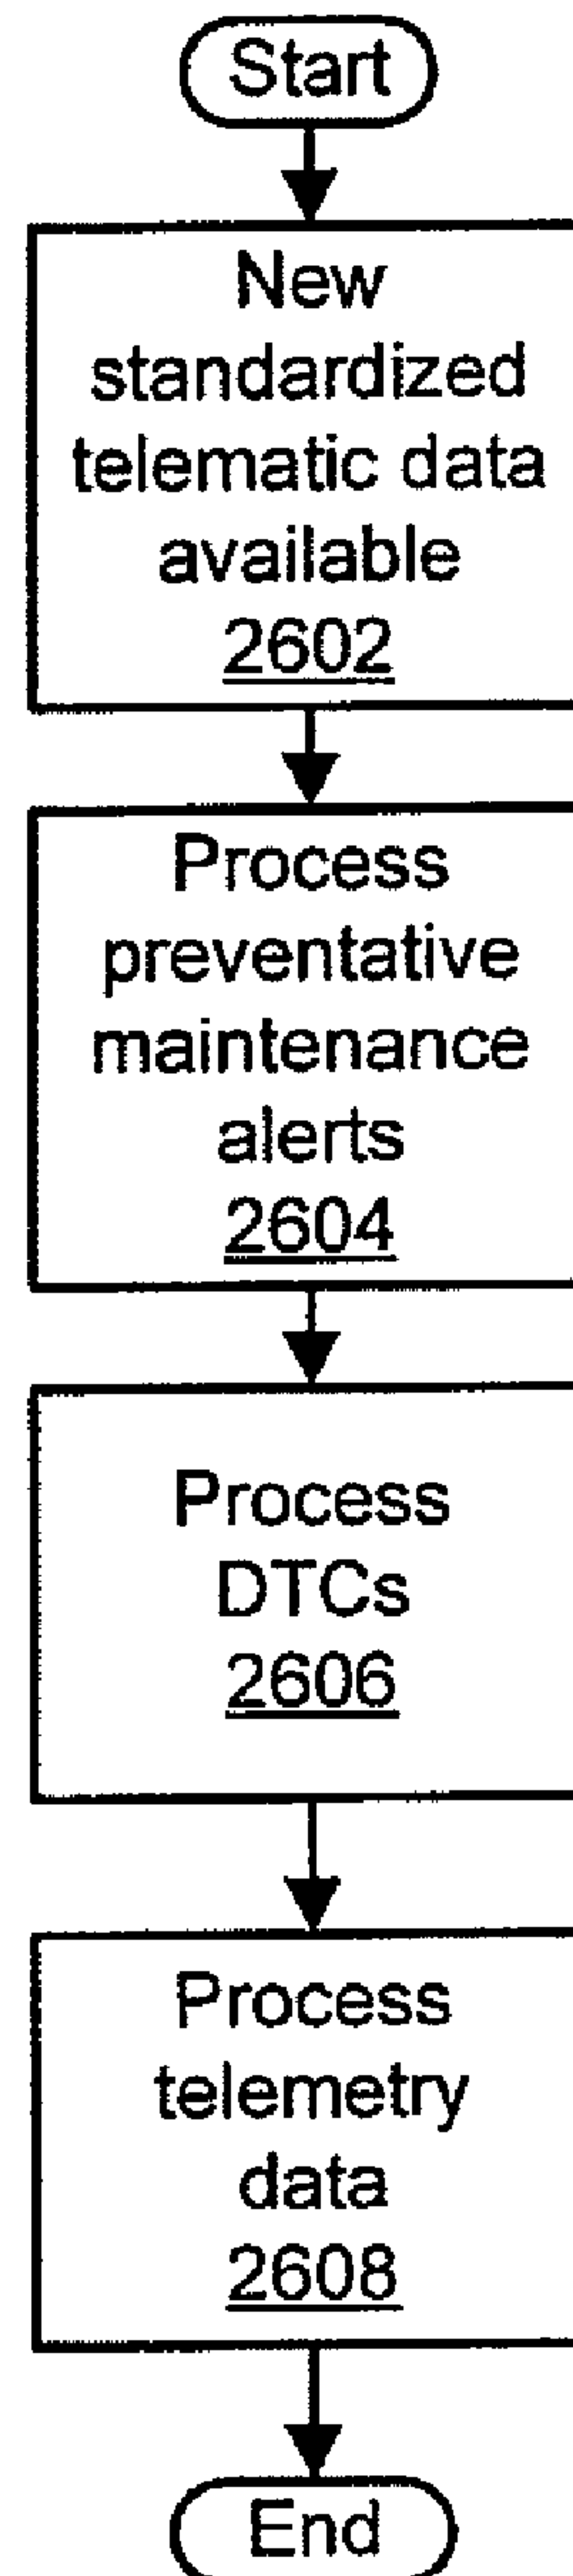 Start
New
standardized
telematic data
available
2602
Process
preventative
maintenance
alerts
2604
Process
DTCs
2606
Process
telemetry
data
2608
End